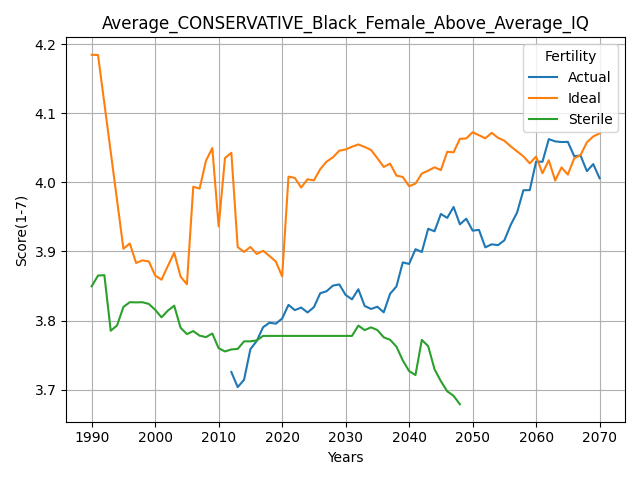 Average_CONSERVATIVE_Black_Female_Above_Average_IQ
Fertility
Actual
Ideal
Sterile
Score(1-7)
4.2
4.1
4.0
3.9
3.8
3.7
1990 2000 2010 2020 2030 2040 2050 2060 2070
Years